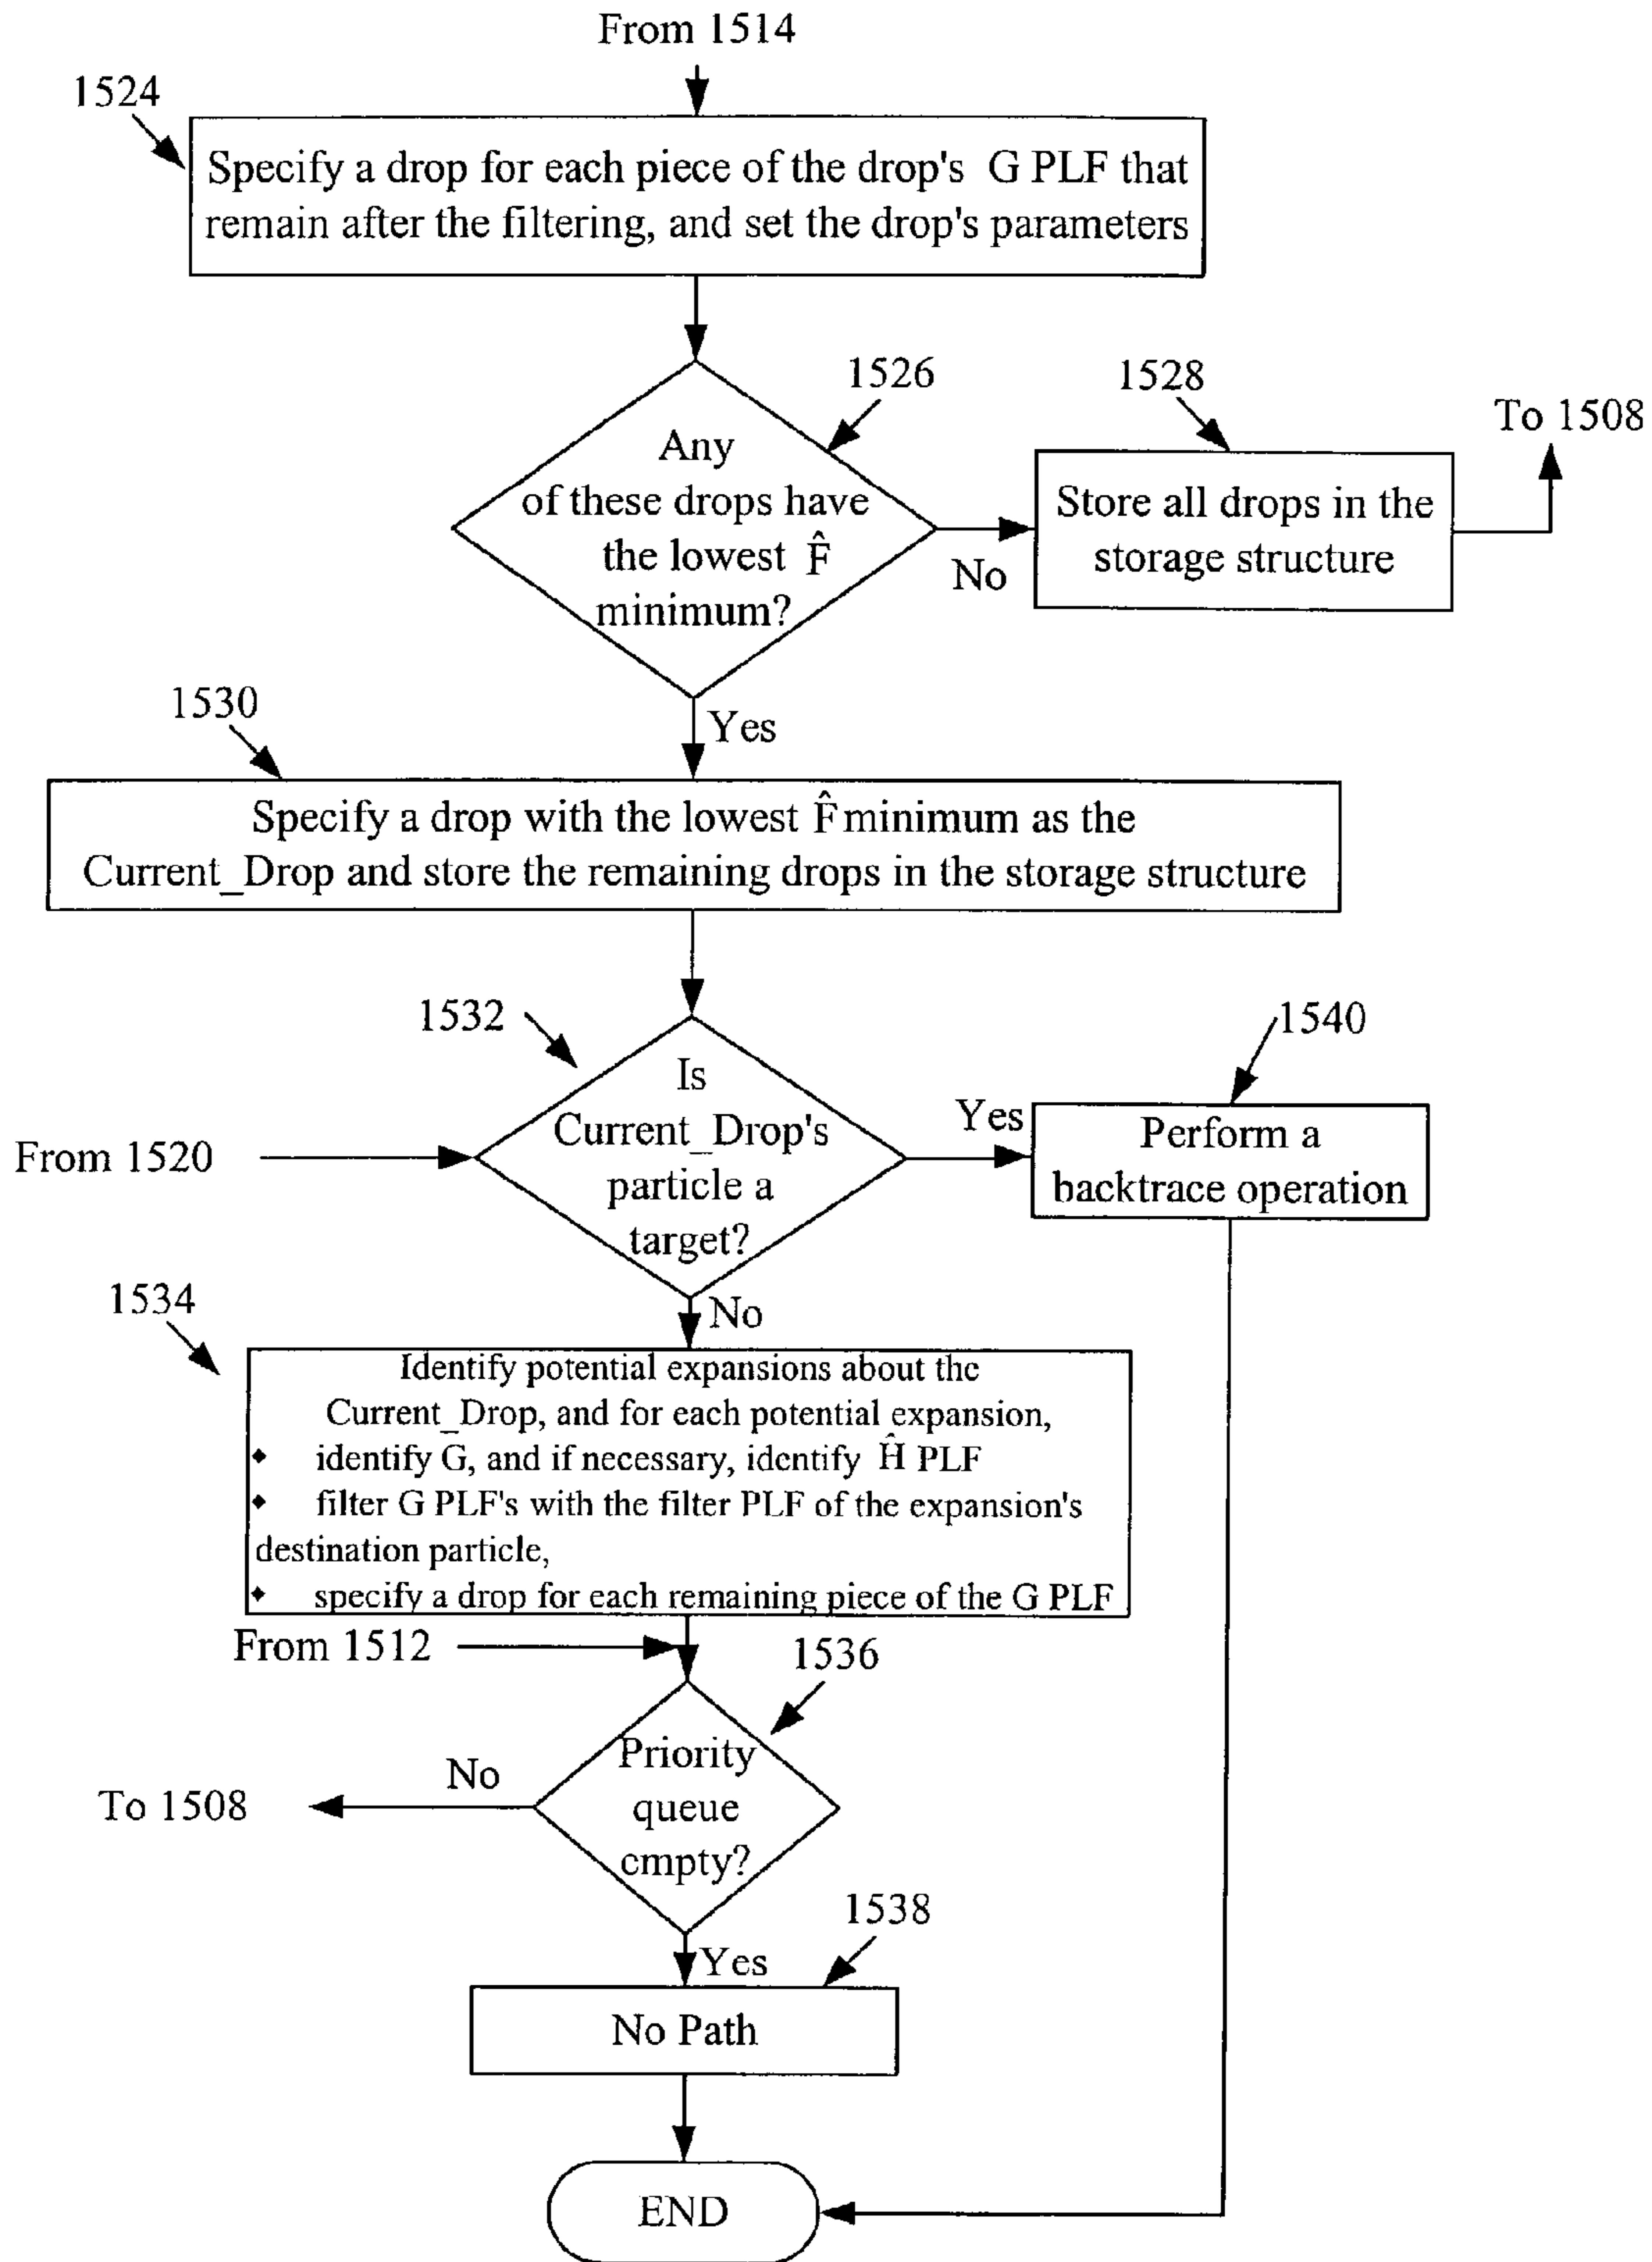 From 1514
1524
Specify a drop for each piece of the drop's G PLF that
remain after the filtering, and set the drop's parameters
1526
1528
To 1508
Any
of these drops have
the lowest F̂
minimum?
No
Store all drops in the
storage structure
1530
Yes
Specify a drop with the lowest F̂ minimum as the
Current_Drop and store the remaining drops in the storage structure
1532
1540
Is
Current_Drop's
particle a
target?
From 1520
Yes
Perform a
backtrace operation
1534
No
Identify potential expansions about the
Current_Drop, and for each potential expansion,
◆ identify G, and if necessary, identify Ĥ PLF
◆ filter G PLF's with the filter PLF of the expansion's
destination particle,
◆ specify a drop for each remaining piece of the G PLF
From 1512
1536
Priority
queue
empty?
No
To 1508
1538
Yes
No Path
END